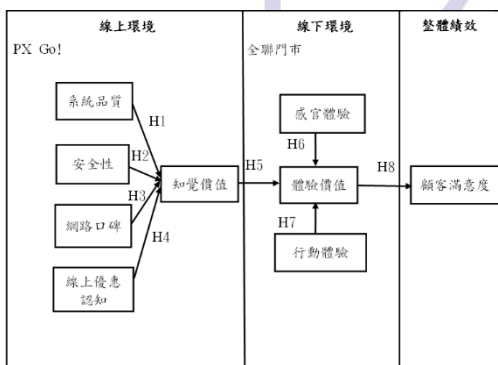 線上環境
線下環境
整體績效
PX Go!
全聯門市
系統品質
感官體驗
H1
H6
安全性
H2
知覺價值
H5
體驗價值
H8
顧客滿意度
H3
網路口碑
H4
H7
行動體驗
線上優惠
認知